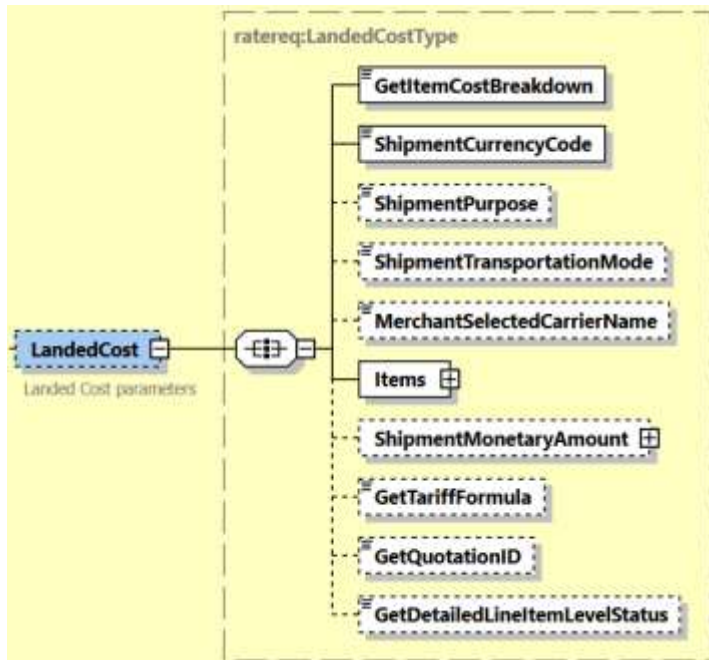 ratereq:LandedCostType
GetItemCostBreakdown
ShipmentCurrencyCode
ShipmentPurpose
ShipmentTransportationMode
MerchantSelectedCarrierName
LandedCost
Landed Cost parameters
Items
ShipmentMonetaryAmount
GetTariffFormula
GetQuotationID
GetDetailedLineItemLevelStatus